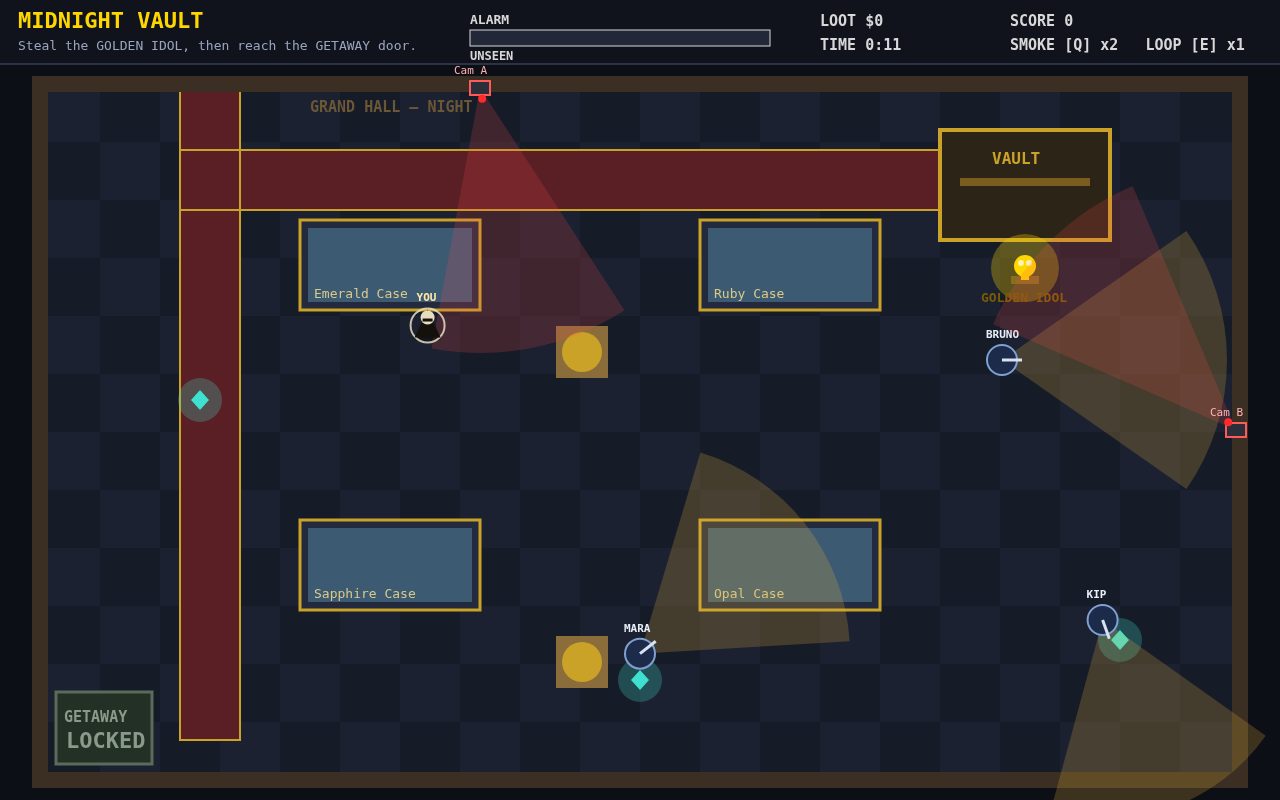 MIDNIGHT VAULT
Steal the GOLDEN IDOL, then reach the GETAWAY door.
ALARM
UNSEEN
LOOT $0
TIME 0:11
SCORE 0
SMOKE [Q] x2 LOOP [E] x1
Cam A
GRAND HALL — NIGHT
VAULT
Emerald Case
YOU
Ruby Case
GOLDEN IDOL
BRUNO
Cam B
Sapphire Case
Opal Case
MARA
KIP
GETAWAY
LOCKED